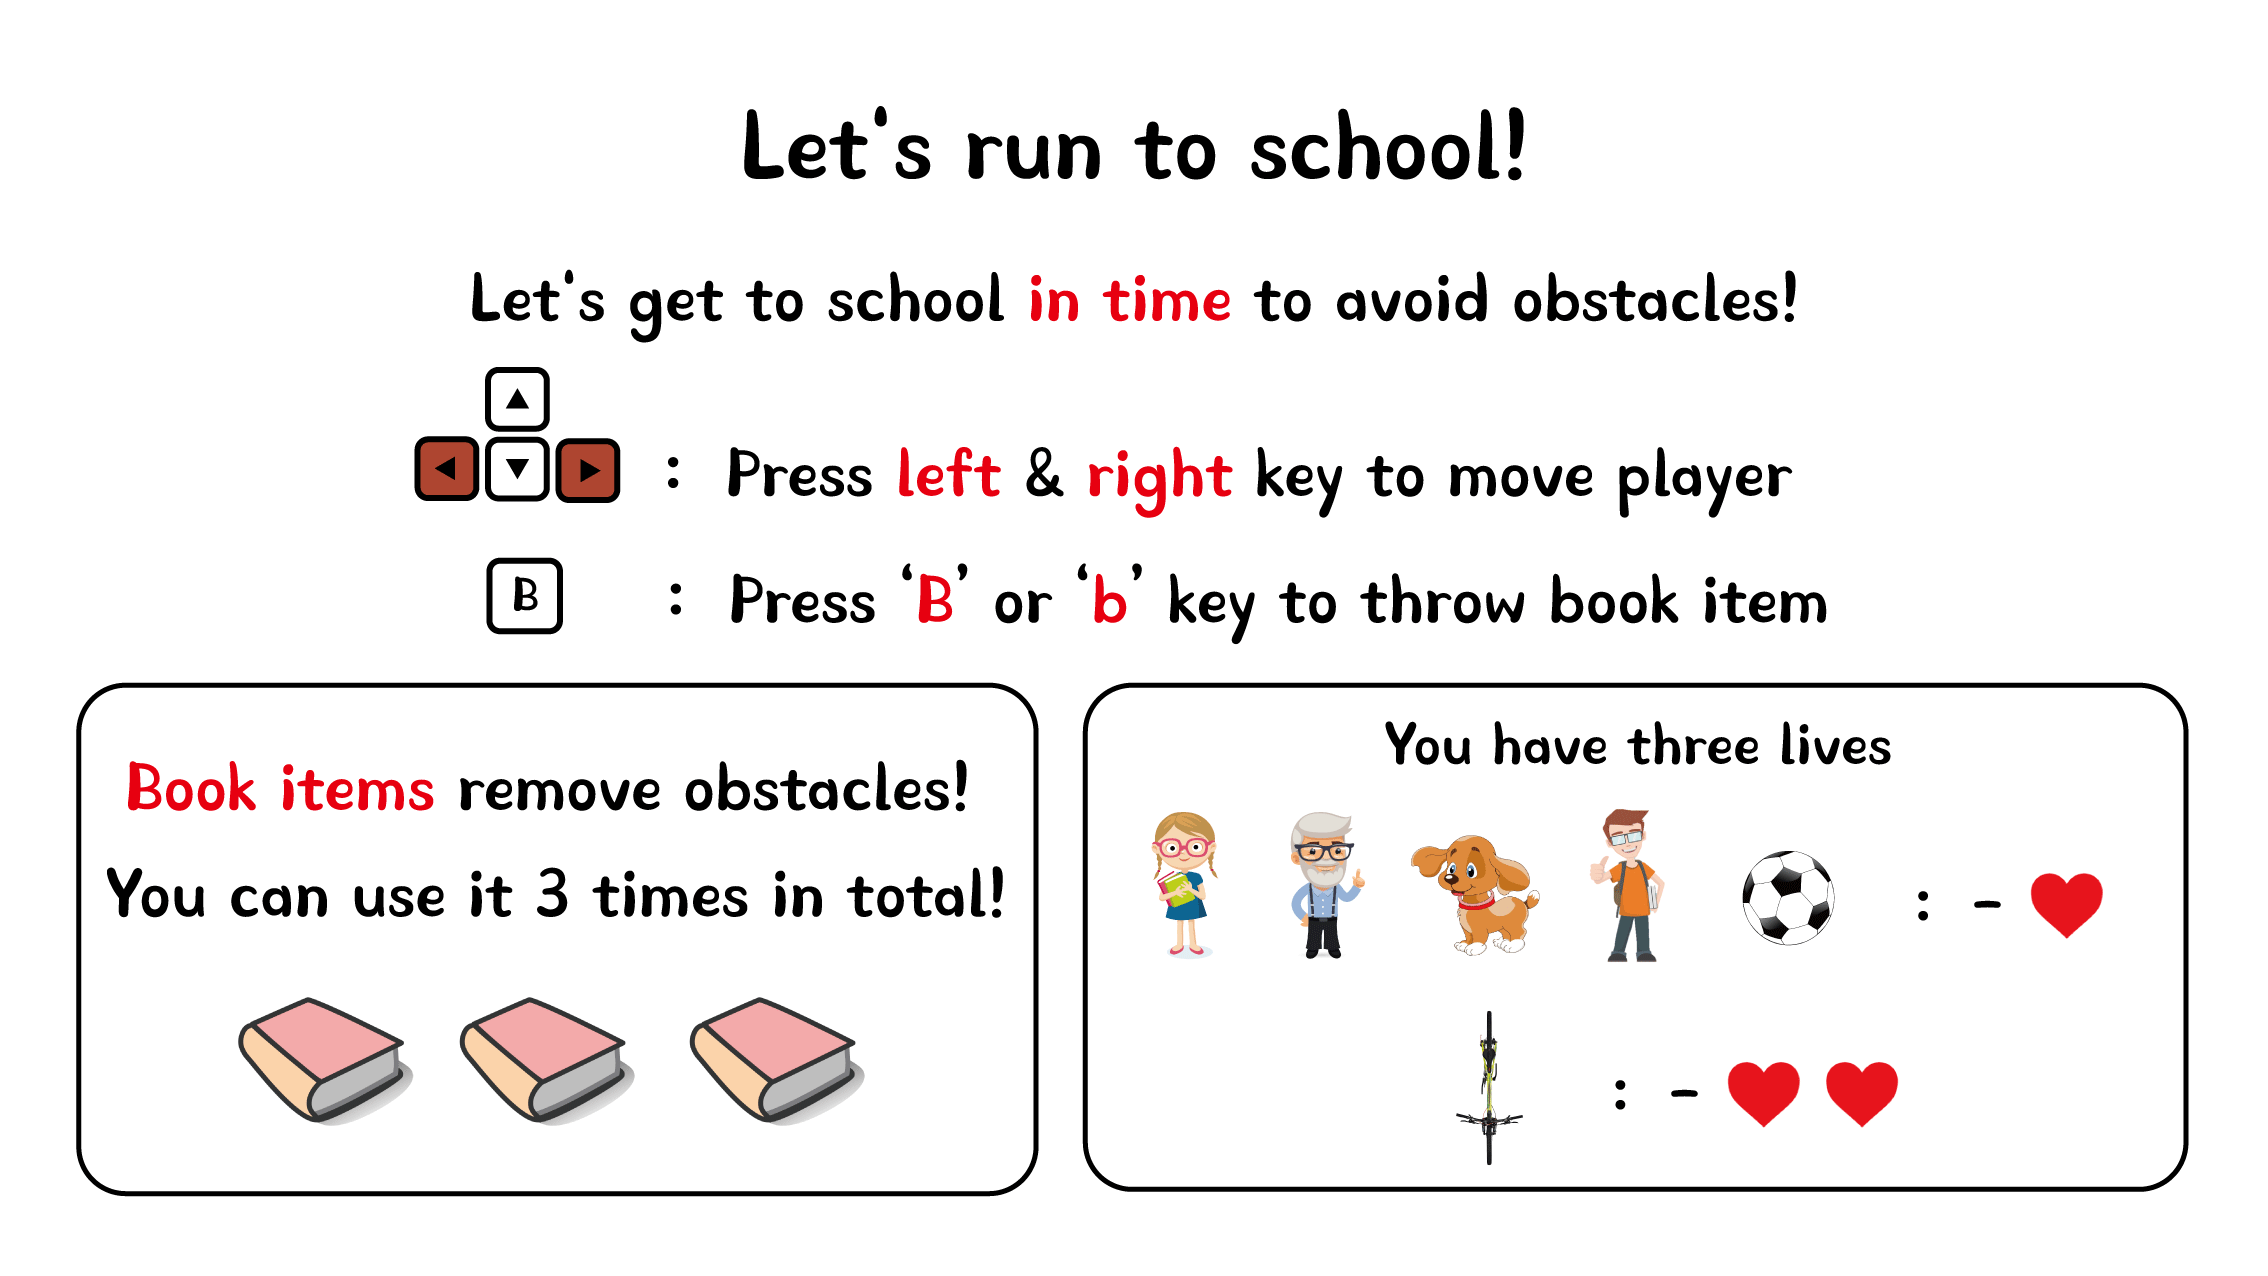 Let's run to school!
Let's get to school in time to avoid obstacles!
: Press left & right key to move player
B : Press ‘B’ or ‘b’ key to throw book item
Book items remove obstacles!
You can use it 3 times in total!
You have three lives
: -
: -